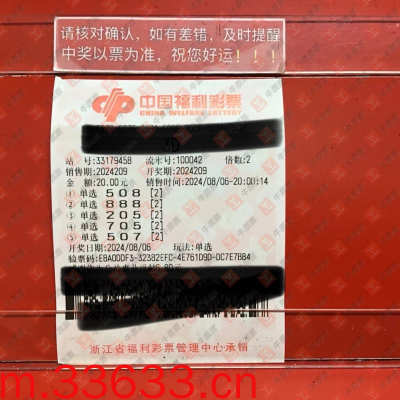 请核对确认，如有差错，及时提醒
中奖以票为准，祝您好运！！！
中国福利彩票
CHINA WELFARE LOTTERY
3D
站 号:33179458 流水号:100042 倍数:2
销售期:2024209 开奖期:2024209
金 额:20.00元 销售时间:2024/08/06-20:00:14
① 单选 508 [2]
② 单选 888 [2]
③ 单选 205 [2]
④ 单选 705 [2]
⑤ 单选 507 [2]
开奖日期:2024/08/06 玩法:单选
验票码:E8A00DF3-32382EFC-4E761D9D-0C7E7BB4
浙江省福利彩票管理中心承销
m.33633.cn